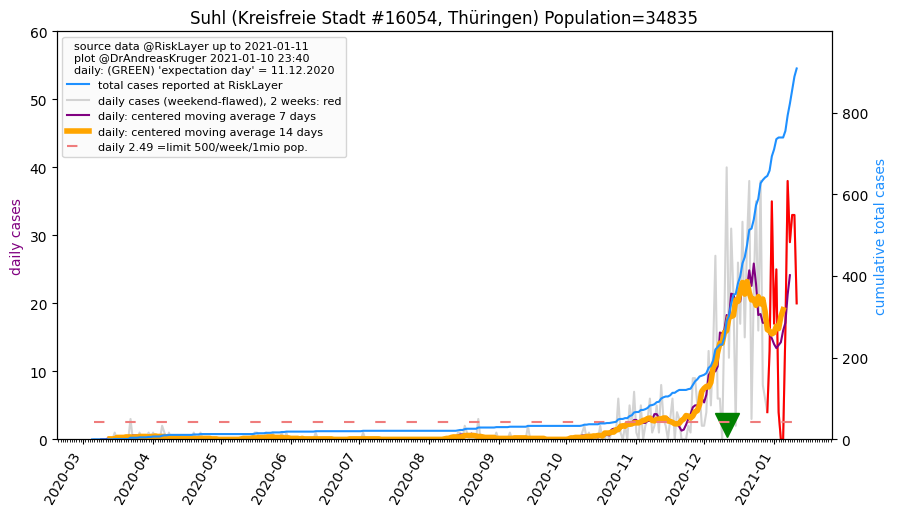 Suhl (Kreisfreie Stadt #16054, Thüringen) Population=34835
source data @RiskLayer up to 2021-01-11
plot @DrAndreasKruger 2021-01-10 23:40
daily: (GREEN) 'expectation day' = 11.12.2020
total cases reported at RiskLayer
daily cases (weekend-flawed), 2 weeks: red
daily: centered moving average 7 days
daily: centered moving average 14 days
daily 2.49 =limit 500/week/1mio pop.
daily cases
60
50
40
30
20
10
0
cumulative total cases
800
600
400
200
0
2020-03
2020-04
2020-05
2020-06
2020-07
2020-08
2020-09
2020-10
2020-11
2020-12
2021-01